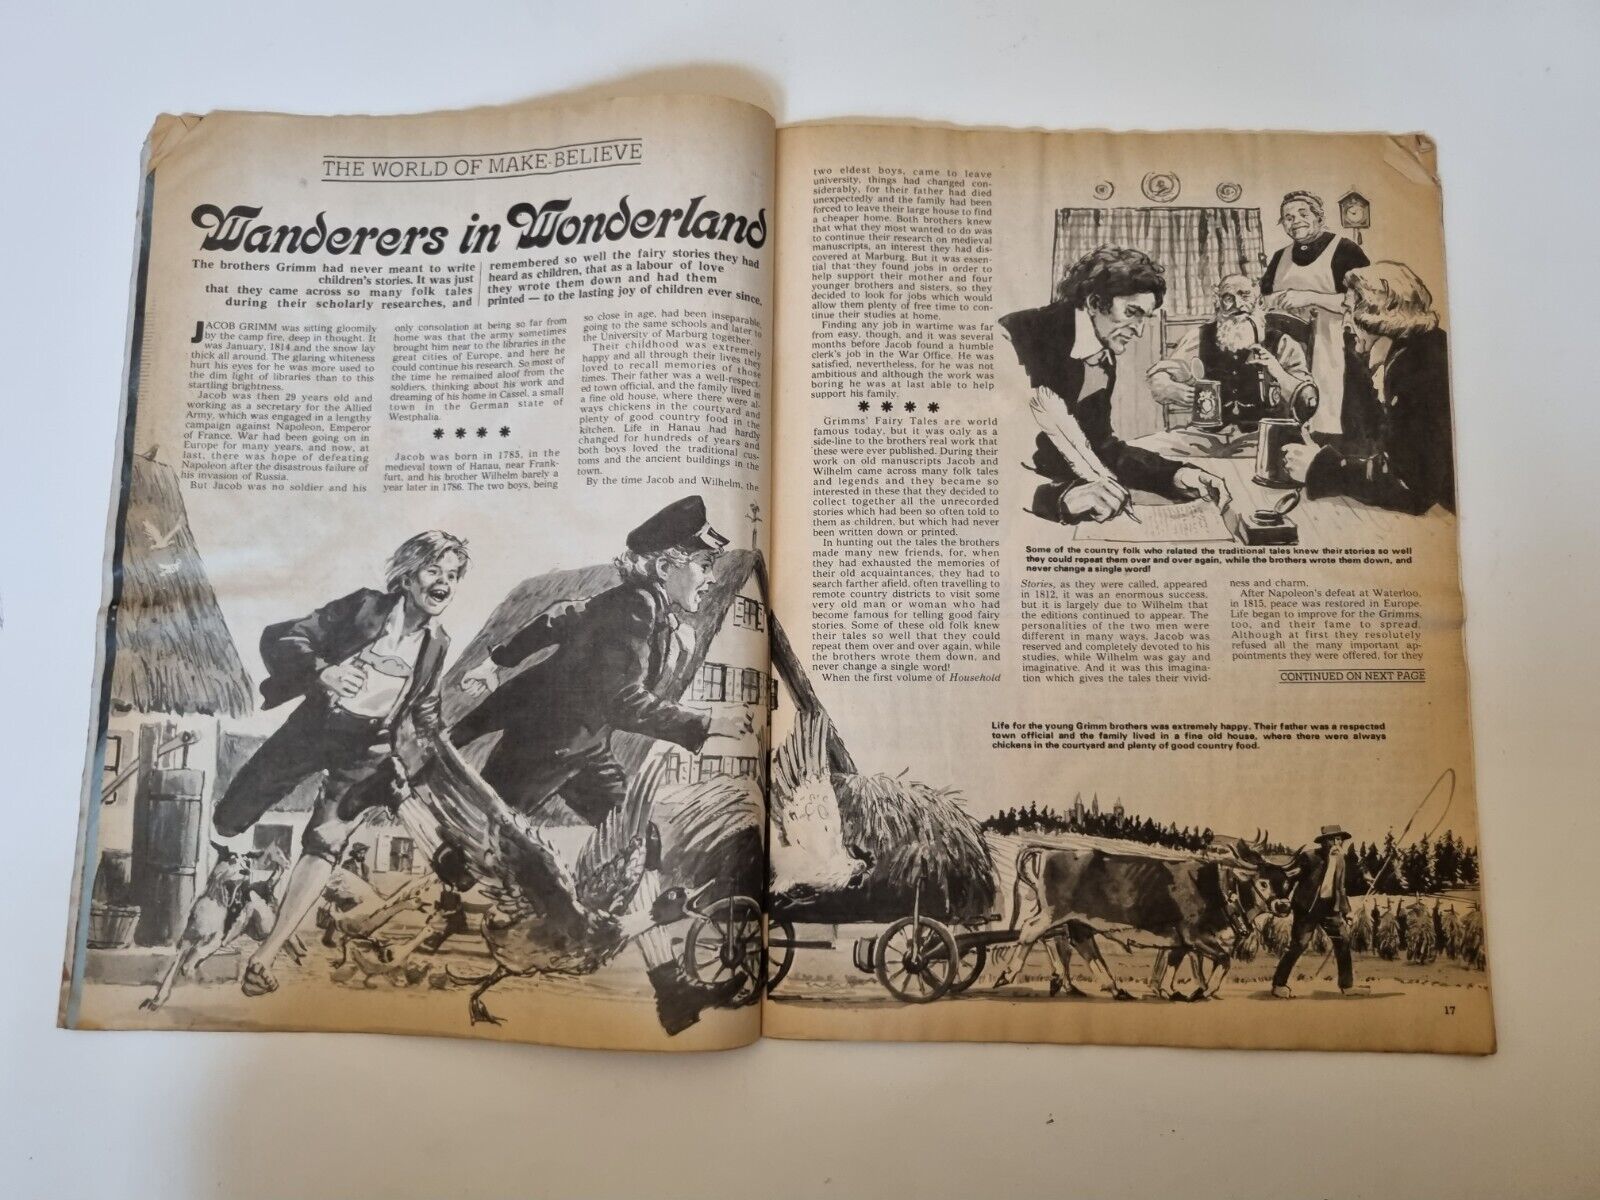 THE WORLD OF MAKE-BELIEVE
Wanderers in Wonderland
The brothers Grimm had never meant to write
children's stories. It was just
that they came across so many folk tales
during their scholarly researches, and
remembered so well the fairy stories they had
heard as children, that as a labour of love
they wrote them down and had them
printed — to the lasting joy of children ever since.
JACOB GRIMM was sitting gloomily
by the camp fire, deep in thought. It
was January, 1814 and the snow lay
thick all around. The glaring whiteness
hurt his eyes for he was more used to
the dim light of libraries than to this
startling brightness.
Jacob was then 29 years old and
working as a secretary for the Allied
Army, which was engaged in a lengthy
campaign against Napoleon, Emperor
of France. War had been going on in
Europe for many years, and now, at
last, there was hope of defeating
Napoleon after the disastrous failure of
his invasion of Russia.
But Jacob was no soldier and his
only consolation at being so far from
home was that the army sometimes
brought him near to the libraries in the
great cities of Europe, and here he
could continue his research. So most of
the time he remained aloof from the
soldiers, thinking about his work and
dreaming of his home in Cassel, a small
town in the German state of
Westphalia.
* * * *
Jacob was born in 1785, in the
medieval town of Hanau, near Frank-
furt, and his brother Wilhelm barely a
year later in 1786. The two boys, being
so close in age, had been inseparable,
going to the same schools and later to
the University of Marburg together.
Their childhood was extremely
happy and all through their lives they
loved to recall memories of those
times. Their father was a well-respect-
ed town official, and the family lived in
a fine old house, where there were al-
ways chickens in the courtyard and
plenty of good country food in the
kitchen. Life in Hanau had hardly
changed for hundreds of years and
both boys loved the traditional cus-
toms and the ancient buildings in the
town.
By the time Jacob and Wilhelm, the
two eldest boys, came to leave
university, things had changed con-
siderably, for their father had died
unexpectedly and the family had been
forced to leave their large house to find
a cheaper home. Both brothers knew
that what they most wanted to do was
to continue their research on medieval
manuscripts, an interest they had dis-
covered at Marburg. But it was essen-
tial that they found jobs in order to
help support their mother and four
younger brothers and sisters, so they
decided to look for jobs which would
allow them plenty of free time to con-
tinue their studies at home.
Finding any job in wartime was far
from easy, though, and it was several
months before Jacob found a humble
clerk's job in the War Office. He was
satisfied, nevertheless, for he was not
ambitious and although the work was
boring he was at last able to help
support his family.
* * * *
Grimms' Fairy Tales are world
famous today, but it was only as a
side-line to the brothers' real work that
these were ever published. During their
work on old manuscripts Jacob and
Wilhelm came across many folk tales
and legends and they became so
interested in these that they decided to
collect together all the unrecorded
stories which had been so often told to
them as children, but which had never
been written down or printed.
In hunting out the tales the brothers
made many new friends, for, when
they had exhausted the memories of
their old acquaintances, they had to
search farther afield, often travelling to
remote country districts to visit some
very old man or woman who had
become famous for telling good fairy
stories. Some of these old folk knew
their tales so well that they could
repeat them over and over again, while
the brothers wrote them down, and
never change a single word!
When the first volume of Household
Some of the country folk who related the traditional tales knew their stories so well
they could repeat them over and over again, while the brothers wrote them down, and
never change a single word!
Stories, as they were called, appeared
in 1812, it was an enormous success,
but it is largely due to Wilhelm that
the editions continued to appear. The
personalities of the two men were
different in many ways. Jacob was
reserved and completely devoted to his
studies, while Wilhelm was gay and
imaginative. And it was this imagina-
tion which gives the tales their vivid-
ness and charm.
After Napoleon's defeat at Waterloo,
in 1815, peace was restored in Europe.
Life began to improve for the Grimms,
too, and their fame to spread.
Although at first they resolutely
refused all the many important ap-
pointments they were offered, for they
CONTINUED ON NEXT PAGE
Life for the young Grimm brothers was extremely happy. Their father was a respected
town official and the family lived in a fine old house, where there were always
chickens in the courtyard and plenty of good country food.
17